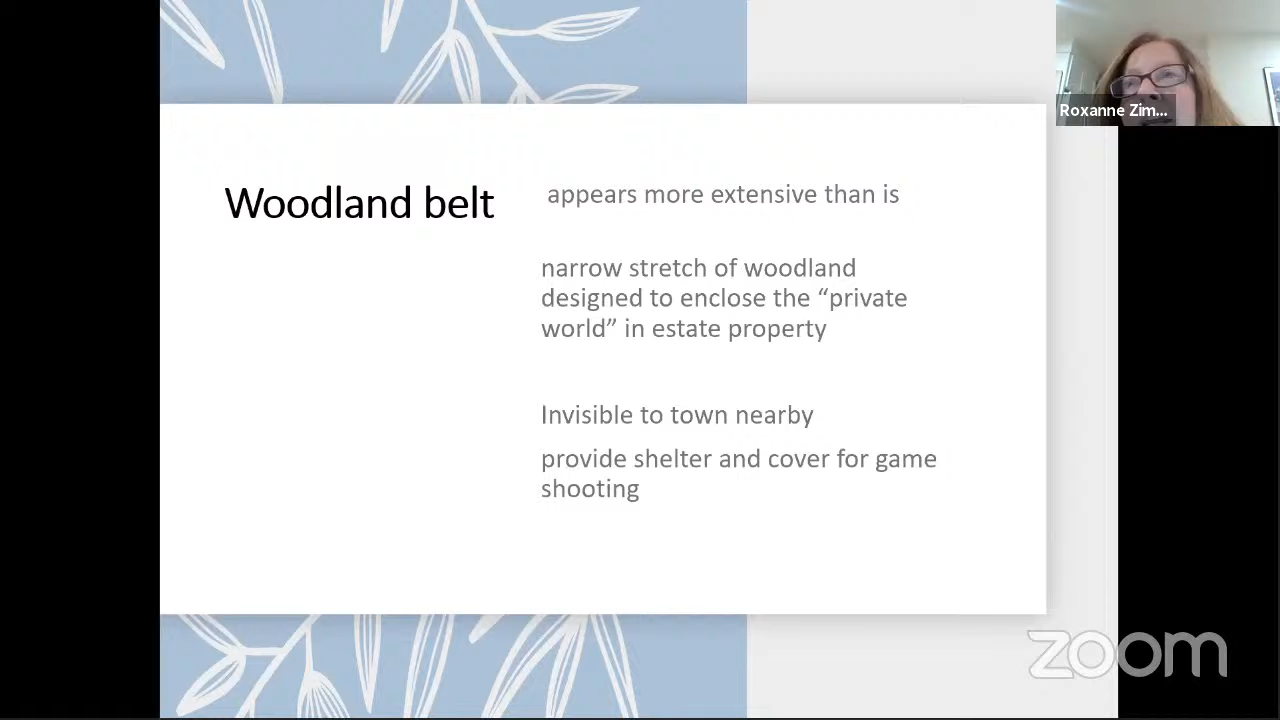 Roxanne Zim...
Woodland belt
appears more extensive than is
narrow stretch of woodland
designed to enclose the “private
world” in estate property
Invisible to town nearby
provide shelter and cover for game
shooting
zoom